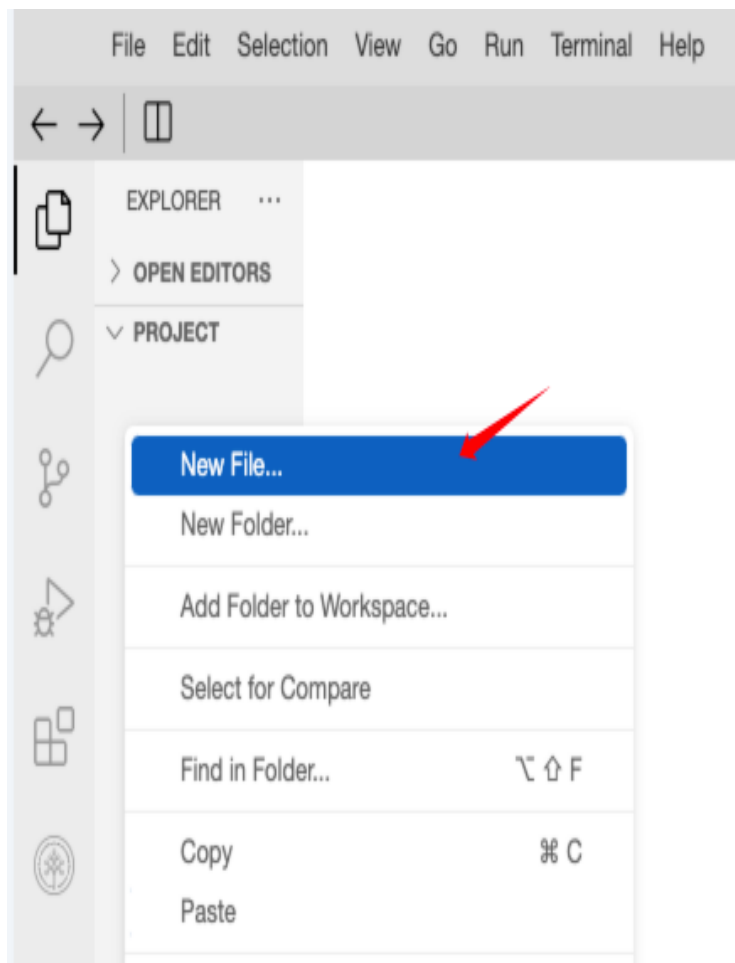 File Edit Selection View Go Run Terminal Help
EXPLORER ...
OPEN EDITORS
PROJECT
New File...
New Folder...
Add Folder to Workspace...
Select for Compare
Find in Folder... ⌥⇧F
Copy ⌘ C
Paste